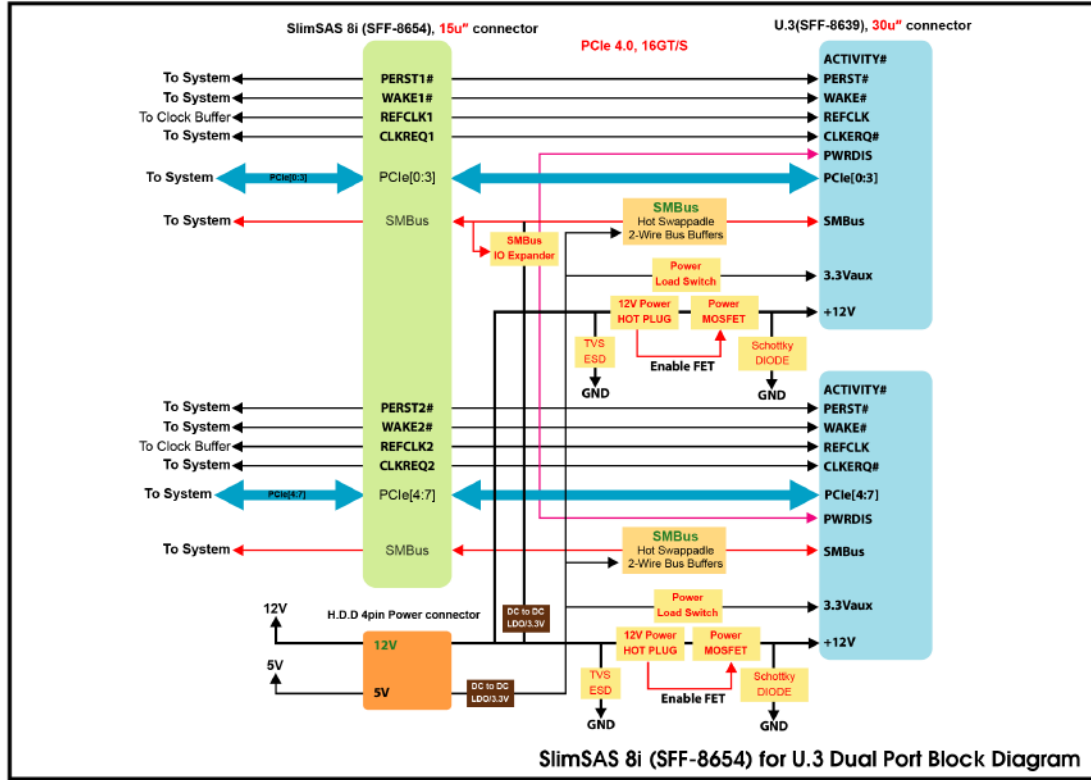 SlimSAS 8i (SFF-8654), 15u" connector
U.3(SFF-8639), 30u" connector
PCIe 4.0, 16GT/S
ACTIVITY#
To System
PERST1#
PERST#
To System
WAKE1#
WAKE#
To Clock Buffer
REFCLK1
REFCLK
To System
CLKREQ1
CLKERQ#
PWRDIS
To System
PCIe[0:3]
PCIe[0:3]
PCIe[0:3]
To System
SMBus
SMBus
Hot Swappadle
2-Wire Bus Buffers
SMBus
SMBus
IO Expander
Power
Load Switch
3.3Vaux
12V Power
HOT PLUG
Power
MOSFET
+12V
TVS
ESD
Enable FET
Schottky
DIODE
GND
GND
ACTIVITY#
To System
PERST2#
PERST#
To System
WAKE2#
WAKE#
To Clock Buffer
REFCLK2
REFCLK
To System
CLKREQ2
CLKERQ#
To System
PCIe[4:7]
PCIe[4:7]
PCIe[4:7]
PWRDIS
To System
SMBus
SMBus
Hot Swappadle
2-Wire Bus Buffers
SMBus
Power
Load Switch
3.3Vaux
12V
H.D.D 4pin Power connector
DC to DC
LDO/3.3V
12V
12V Power
HOT PLUG
Power
MOSFET
+12V
5V
5V
DC to DC
LDO/3.3V
TVS
ESD
Enable FET
Schottky
DIODE
GND
GND
SlimSAS 8i (SFF-8654) for U.3 Dual Port Block Diagram